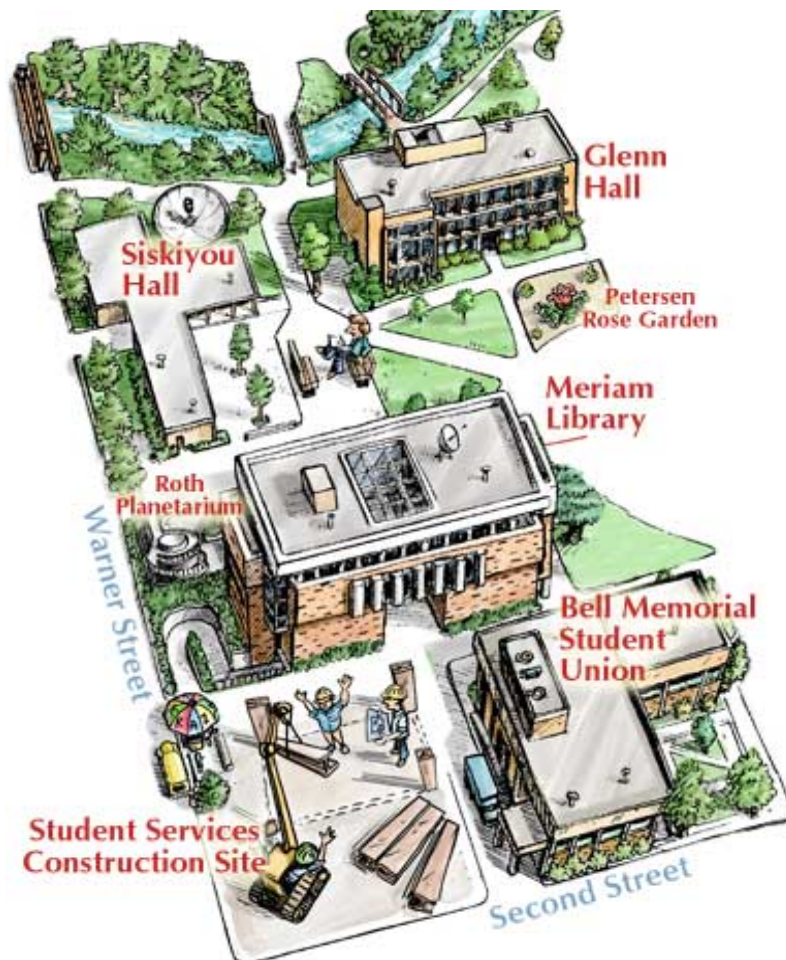 Glenn
Hall
Siskiyou
Hall
Petersen
Rose Garden
Meriam
Library
Roth
Planetarium
Warner Street
Bell Memorial
Student
Union
Student Services
Construction Site
Second Street